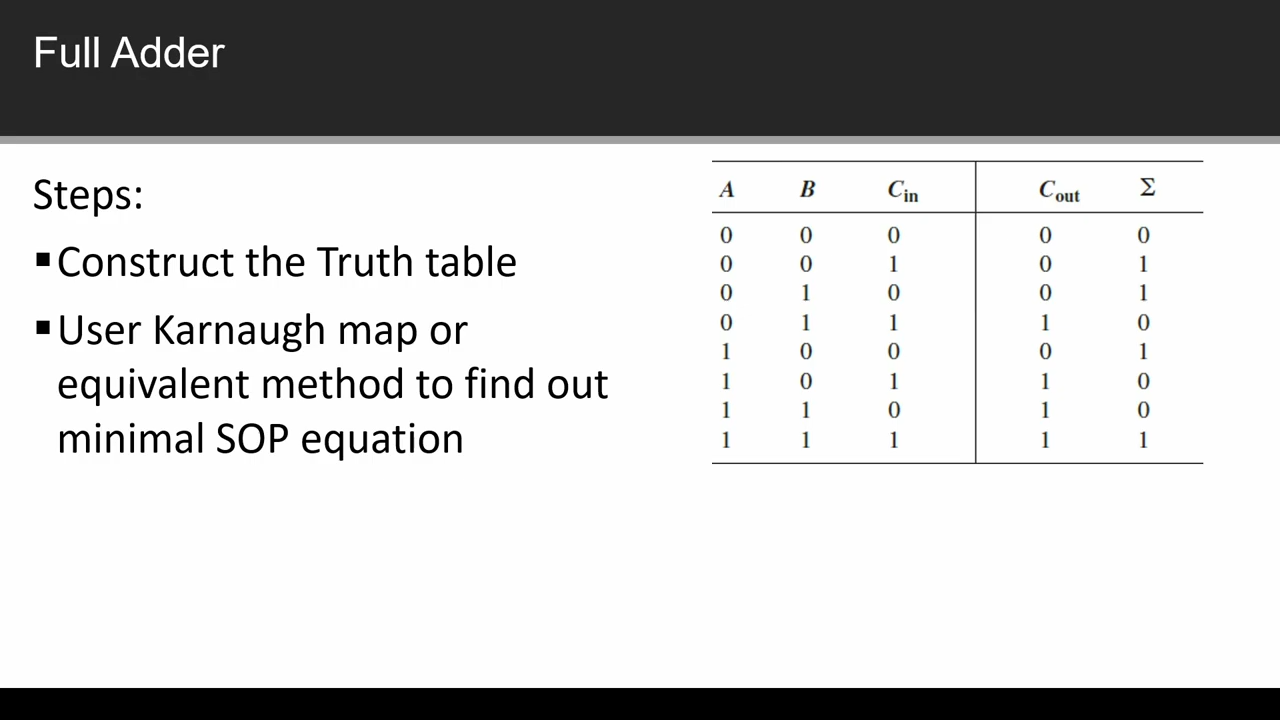 Full Adder
Steps:
▪Construct the Truth table
▪User Karnaugh map or
equivalent method to find out
minimal SOP equation
A B Cin Cout Σ
0 0 0 0 0
0 0 1 0 1
0 1 0 0 1
0 1 1 1 0
1 0 0 0 1
1 0 1 1 0
1 1 0 1 0
1 1 1 1 1